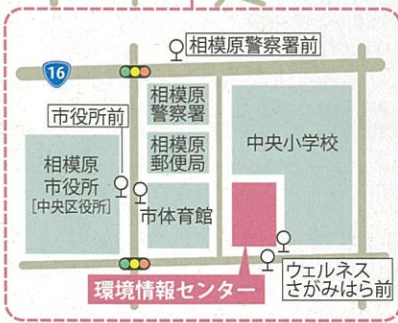 相模原警察署前
16
市役所前
相模原
警察署
相模原
郵便局
中央小学校
相模原
市役所
[中央区役所]
市体育館
環境情報センター
ウェルネス
さがみはら前